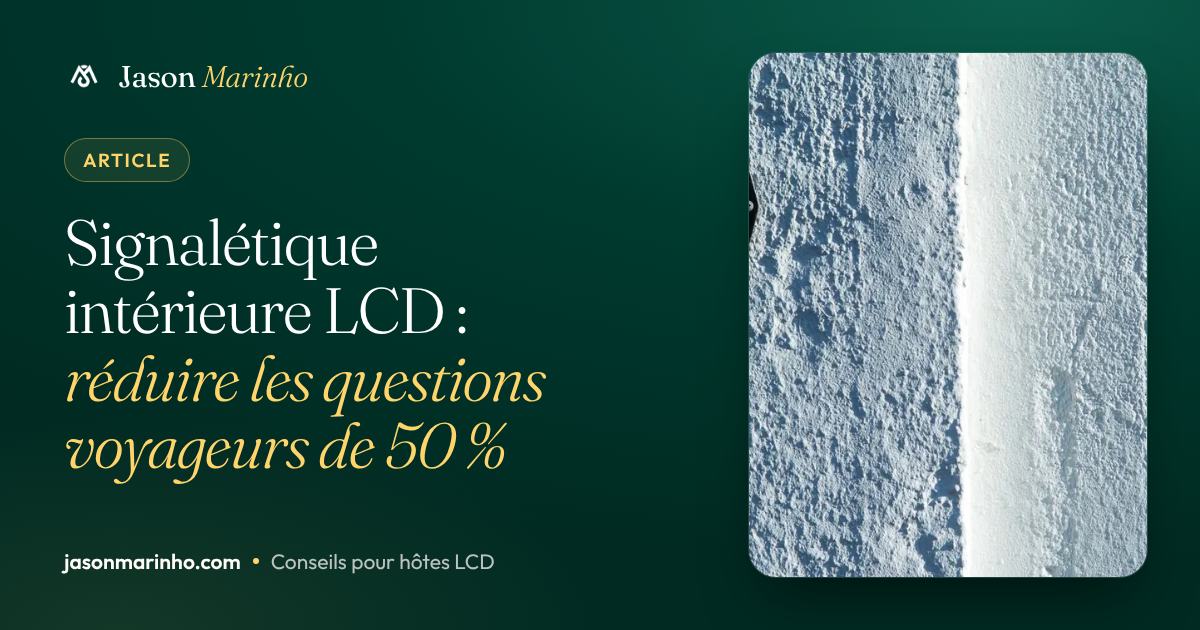 Jason Marinho
ARTICLE
Signalétique
intérieure LCD :
réduire les questions
voyageurs de 50 %
jasonmarinho.com • Conseils pour hôtes LCD